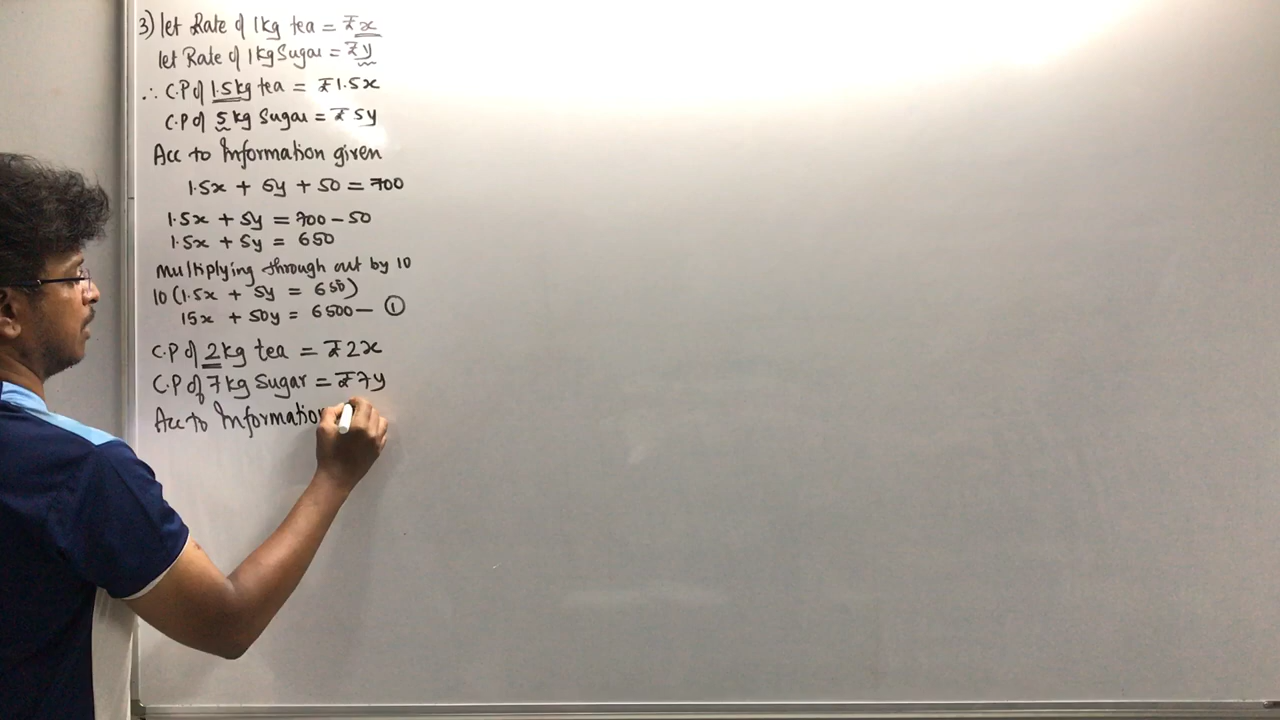 3) let Rate of 1kg tea = ₹x
let Rate of 1kg Sugar = ₹y
∴ C.P of 1.5kg tea = ₹1.5x
C.P of 5kg Sugar = ₹5y
Acc to Information given
1.5x + 5y + 50 = 700
1.5x + 5y = 700 - 50
1.5x + 5y = 650
multiplying through out by 10
10(1.5x + 5y = 650)
15x + 50y = 6500 — ①
C.P of 2kg tea = ₹2x
C.P of 7kg Sugar = ₹7y
Acc to Information